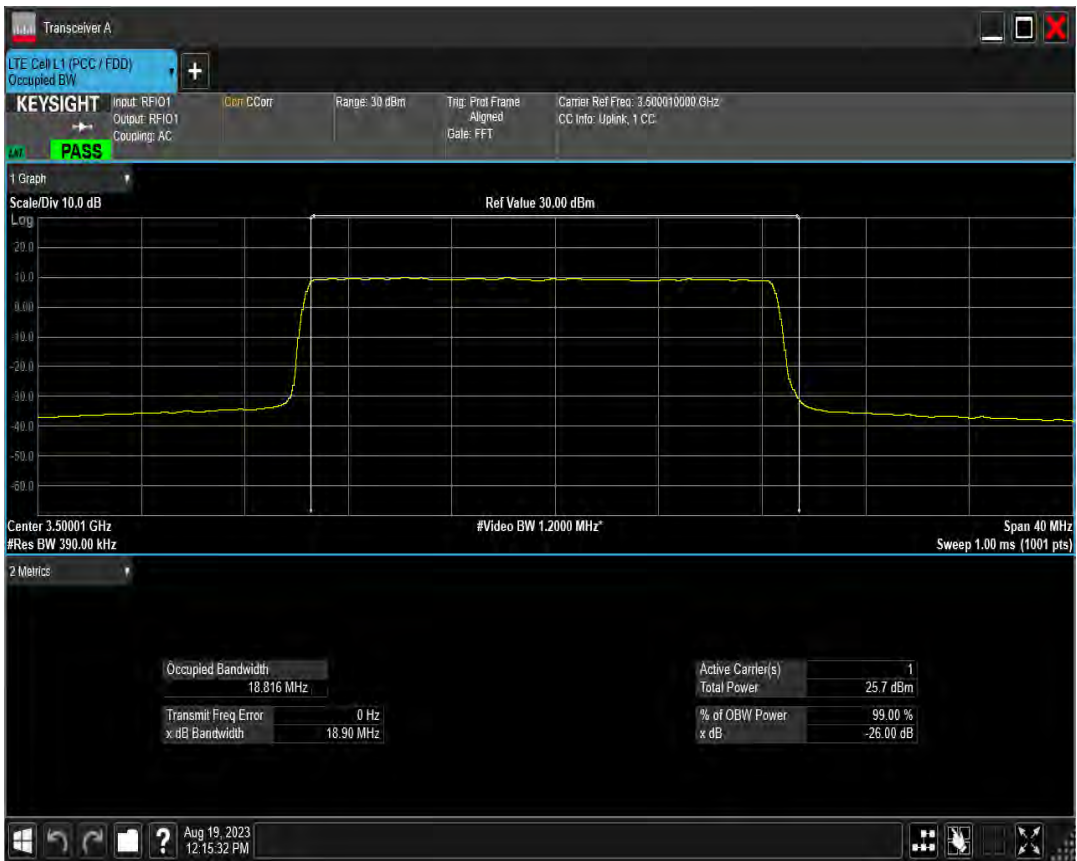 Transceiver A
LTE Cell L1 (PCC / FDD)
Occupied BW
+
KEYSIGHT
PASS
Input: RFIO1
Output: RFIO1
Coupling: AC
Corr CCorr
Range: 30 dBm
Trig: Prot Frame
Aligned
Gate: FFT
Carrier Ref Freq: 3.500010000 GHz
CC Info: Uplink, 1 CC
1 Graph
Scale/Div 10.0 dB
Ref Value 30.00 dBm
Log
20.0
10.0
0.00
-10.0
-20.0
-30.0
-40.0
-50.0
-60.0
Center 3.50001 GHz
#Video BW 1.2000 MHz*
Span 40 MHz
#Res BW 390.00 kHz
Sweep 1.00 ms (1001 pts)
2 Metrics
Occupied Bandwidth
18.816 MHz
Transmit Freq Error 0 Hz
x dB Bandwidth 18.90 MHz
Active Carrier(s) 1
Total Power 25.7 dBm
% of OBW Power 99.00 %
x dB -26.00 dB
?
Aug 19, 2023
12:15:32 PM